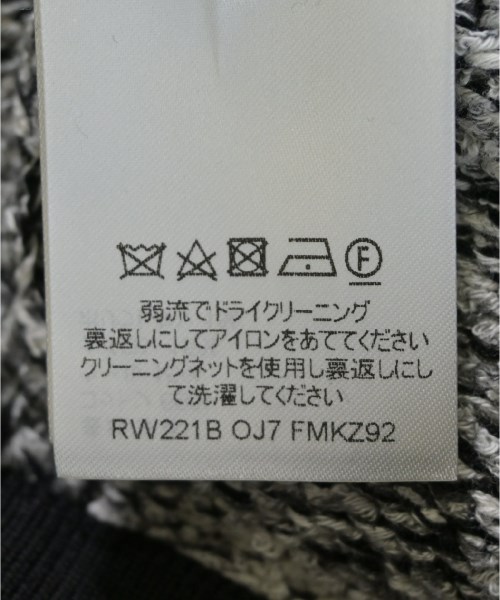 F
弱流でドライクリーニング
裏返しにしてアイロンをあててください
クリーニングネットを使用し裏返しにし
て洗濯してください
RW221B OJ7 FMKZ92